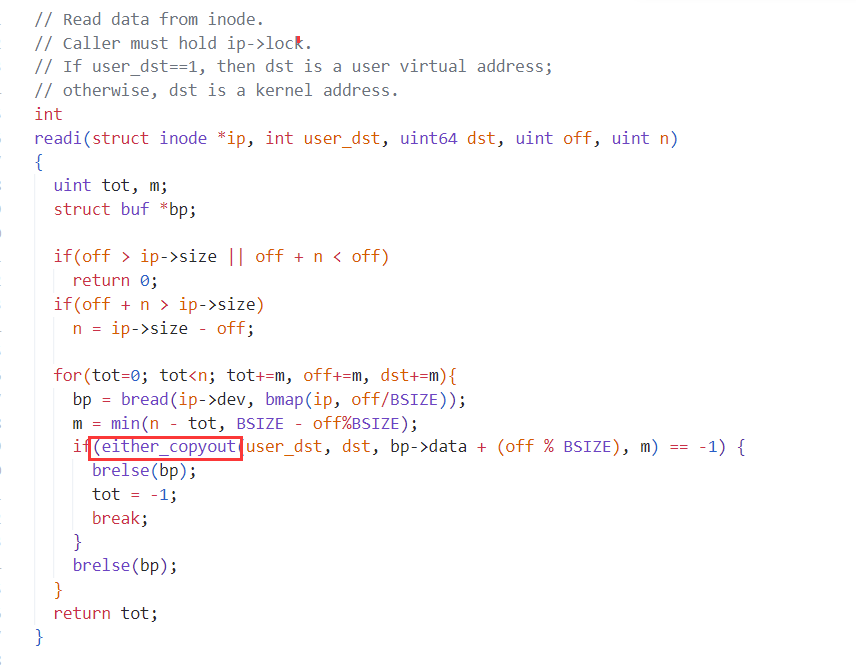 // Read data from inode.
// Caller must hold ip->lock.
// If user_dst==1, then dst is a user virtual address;
// otherwise, dst is a kernel address.
int
readi(struct inode *ip, int user_dst, uint64 dst, uint off, uint n)
{
  uint tot, m;
  struct buf *bp;

  if(off > ip->size || off + n < off)
    return 0;
  if(off + n > ip->size)
    n = ip->size - off;

  for(tot=0; tot<n; tot+=m, off+=m, dst+=m){
    bp = bread(ip->dev, bmap(ip, off/BSIZE));
    m = min(n - tot, BSIZE - off%BSIZE);
    if(either_copyout(user_dst, dst, bp->data + (off % BSIZE), m) == -1) {
      brelse(bp);
      tot = -1;
      break;
    }
    brelse(bp);
  }
  return tot;
}